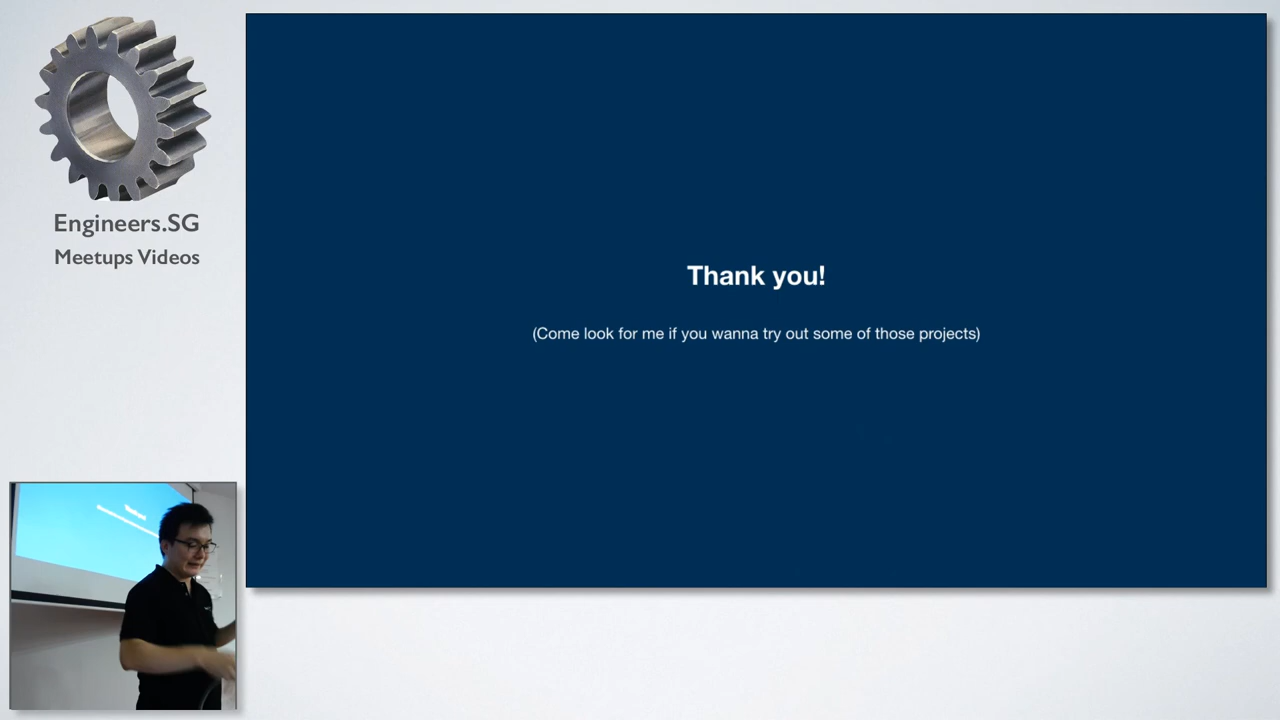 Engineers.SG
Meetups Videos
Thank you!
(Come look for me if you wanna try out some of those projects)